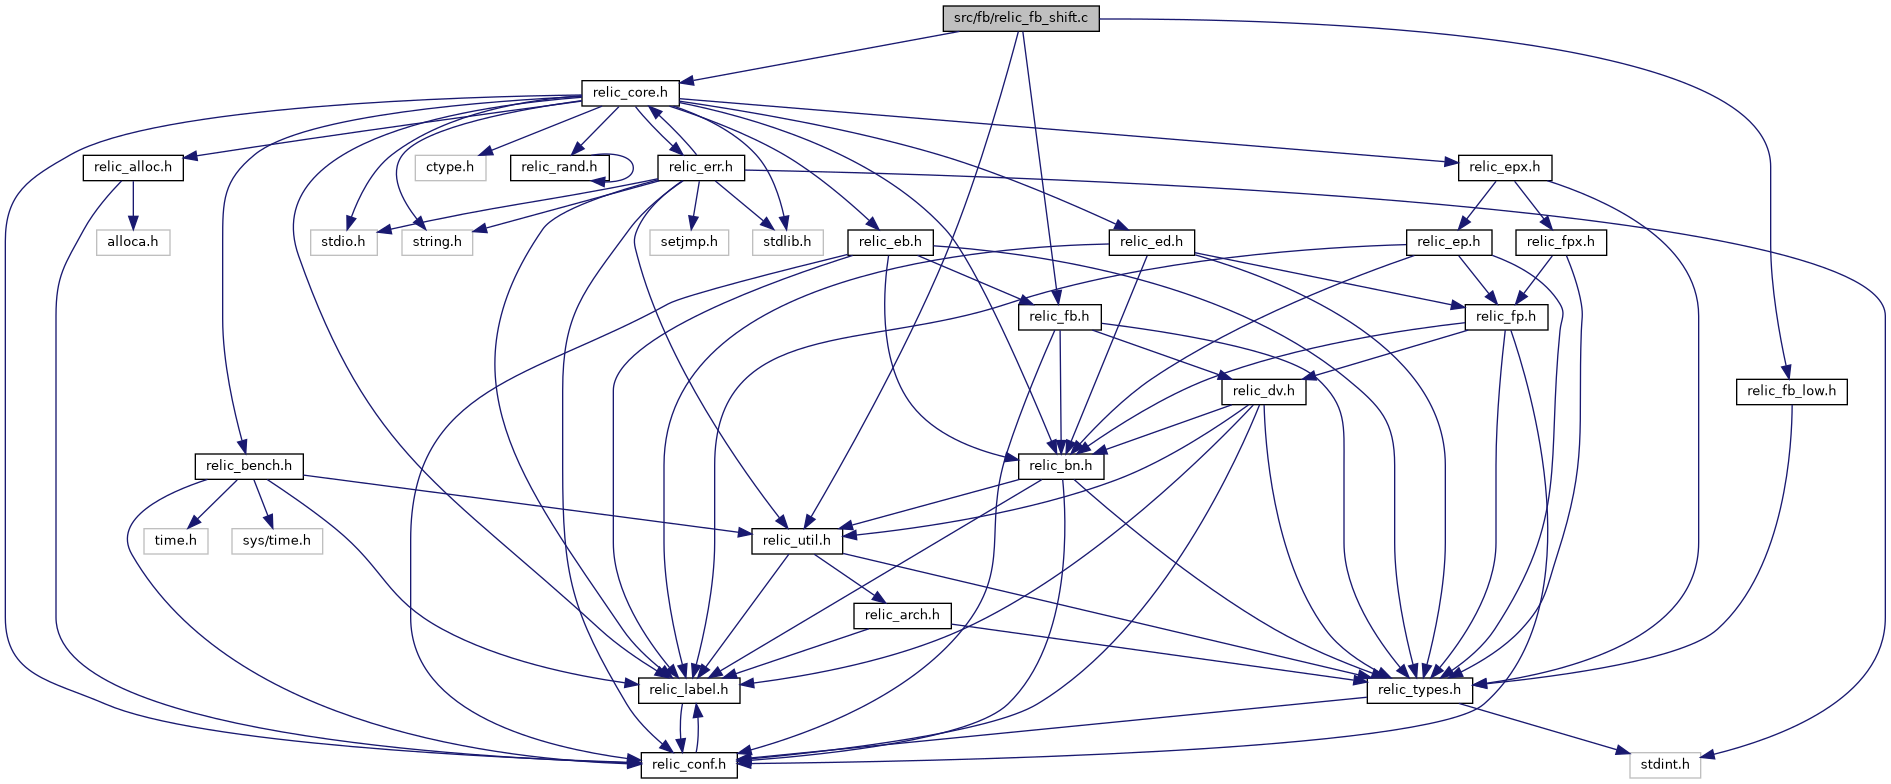 src/fb/relic_fb_shift.c
relic_core.h
relic_alloc.h
ctype.h
relic_rand.h
relic_err.h
relic_epx.h
alloca.h
stdio.h
string.h
setjmp.h
stdlib.h
relic_eb.h
relic_ed.h
relic_ep.h
relic_fpx.h
relic_fb.h
relic_fp.h
relic_dv.h
relic_fb_low.h
relic_bench.h
relic_bn.h
time.h
sys/time.h
relic_util.h
relic_arch.h
relic_label.h
relic_types.h
relic_conf.h
stdint.h